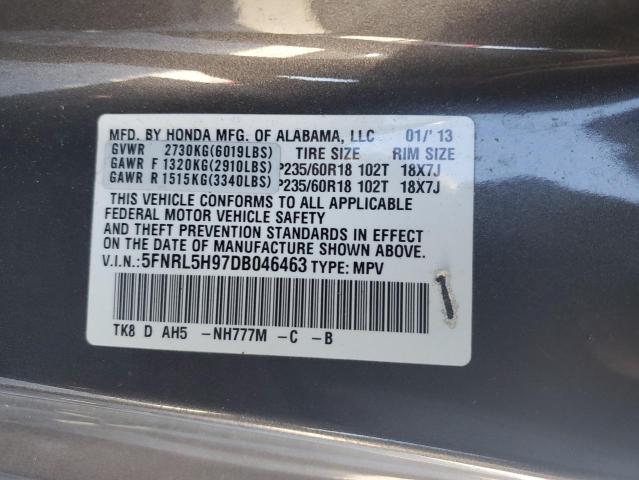 MFD. BY HONDA MFG. OF ALABAMA, LLC 01/'13
GVWR 2730KG(6019LBS) TIRE SIZE RIM SIZE
GAWR F 1320KG(2910LBS) P235/60R18 102T 18X7J
GAWR R 1515KG(3340LBS) P235/60R18 102T 18X7J
THIS VEHICLE CONFORMS TO ALL APPLICABLE
FEDERAL MOTOR VEHICLE SAFETY
AND THEFT PREVENTION STANDARDS IN EFFECT
ON THE DATE OF MANUFACTURE SHOWN ABOVE.
V.I.N.:5FNRL5H97DB046463 TYPE: MPV
TK8 D AH5 -NH777M -C -B